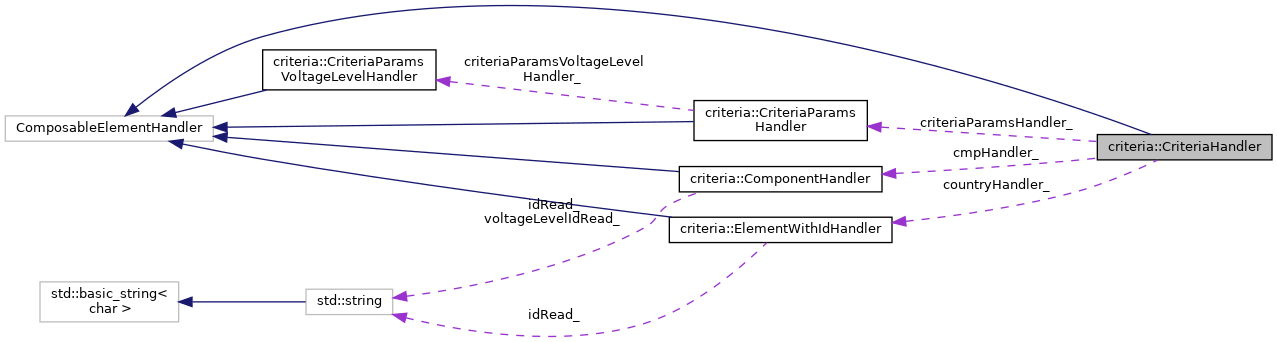 criteria::CriteriaParams
VoltageLevelHandler
criteriaParamsVoltageLevel
Handler_
ComposableElementHandler
criteria::CriteriaParams
Handler
criteriaParamsHandler_
criteria::CriteriaHandler
cmpHandler_
criteria::ComponentHandler
countryHandler_
idRead_
voltageLevelIdRead_
criteria::ElementWithIdHandler
std::basic_string<
char >
std::string
idRead_